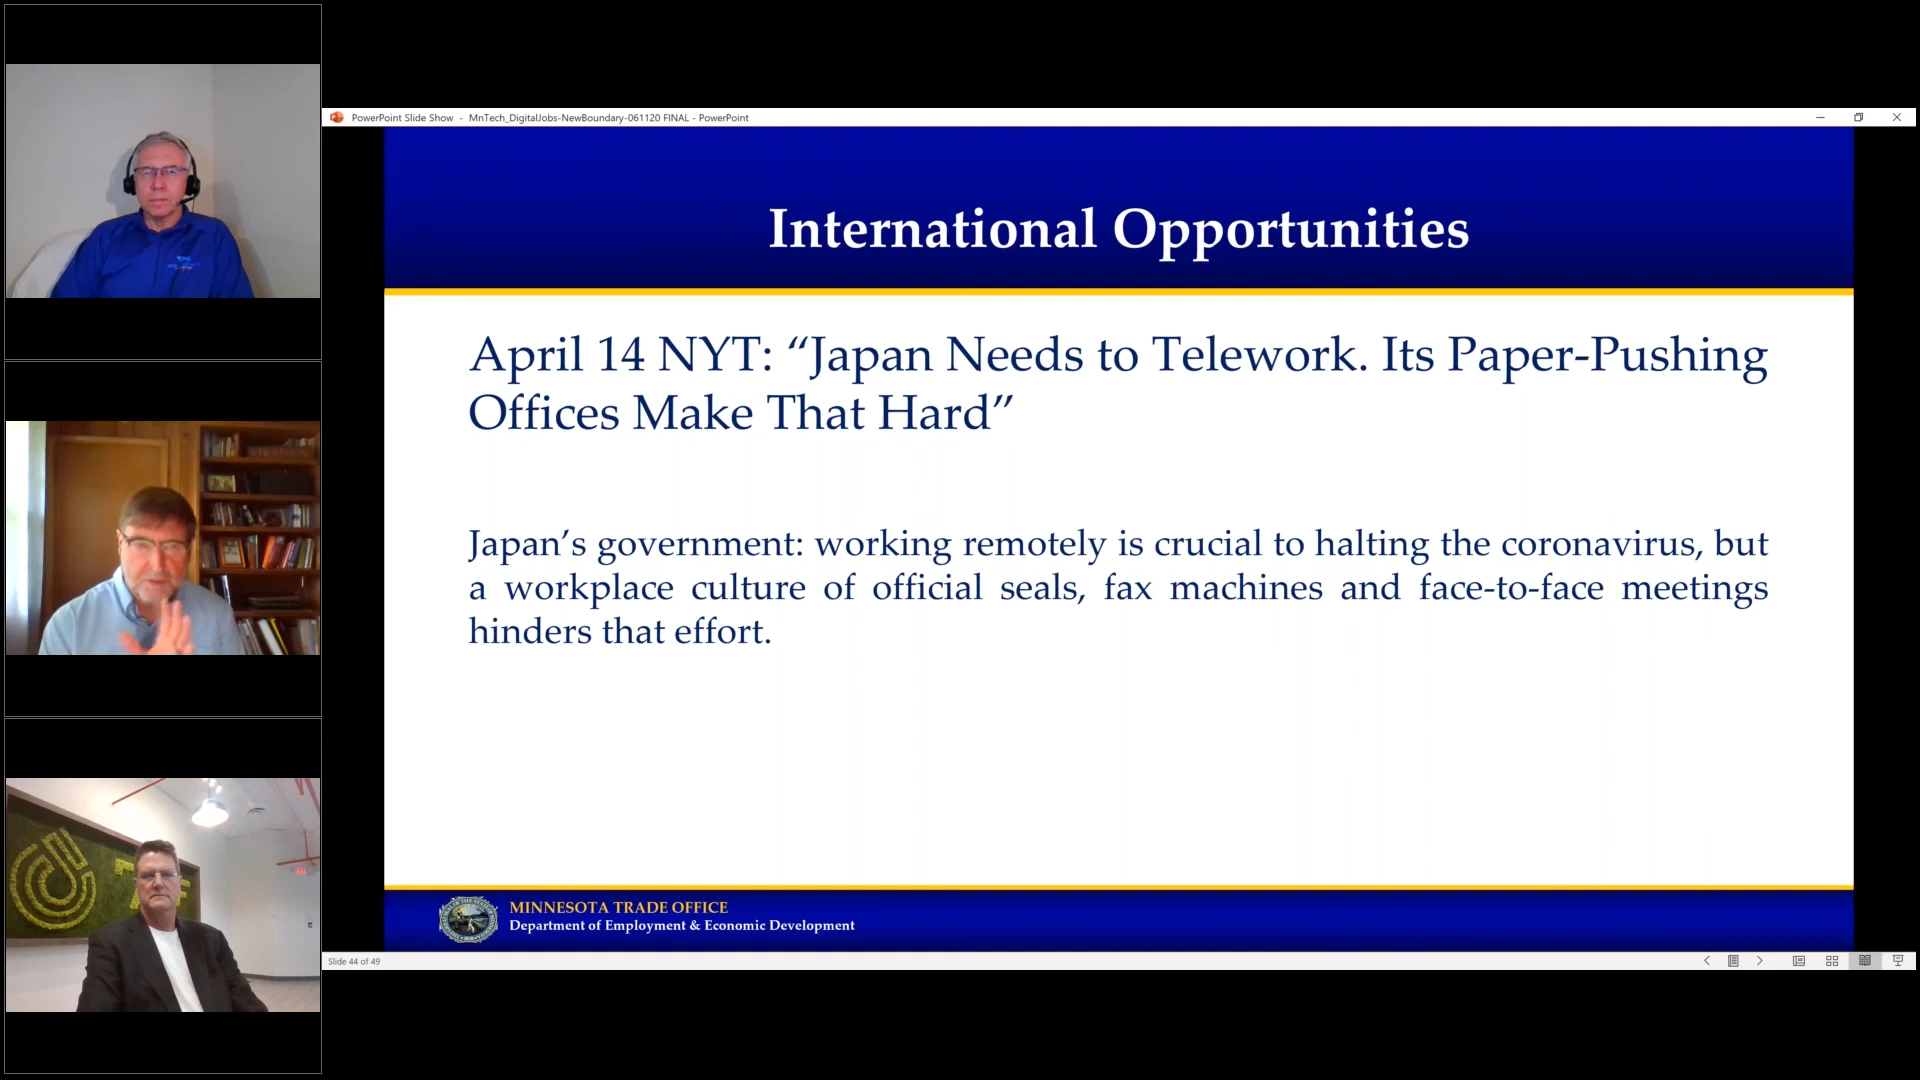 PowerPoint Slide Show - MnTech_DigitalJobs-NewBoundary-061120 FINAL - PowerPoint
International Opportunities
April 14 NYT: “Japan Needs to Telework. Its Paper-Pushing
Offices Make That Hard”
Japan’s government: working remotely is crucial to halting the coronavirus, but
a workplace culture of official seals, fax machines and face-to-face meetings
hinders that effort.
MINNESOTA TRADE OFFICE
Department of Employment & Economic Development
Slide 44 of 49